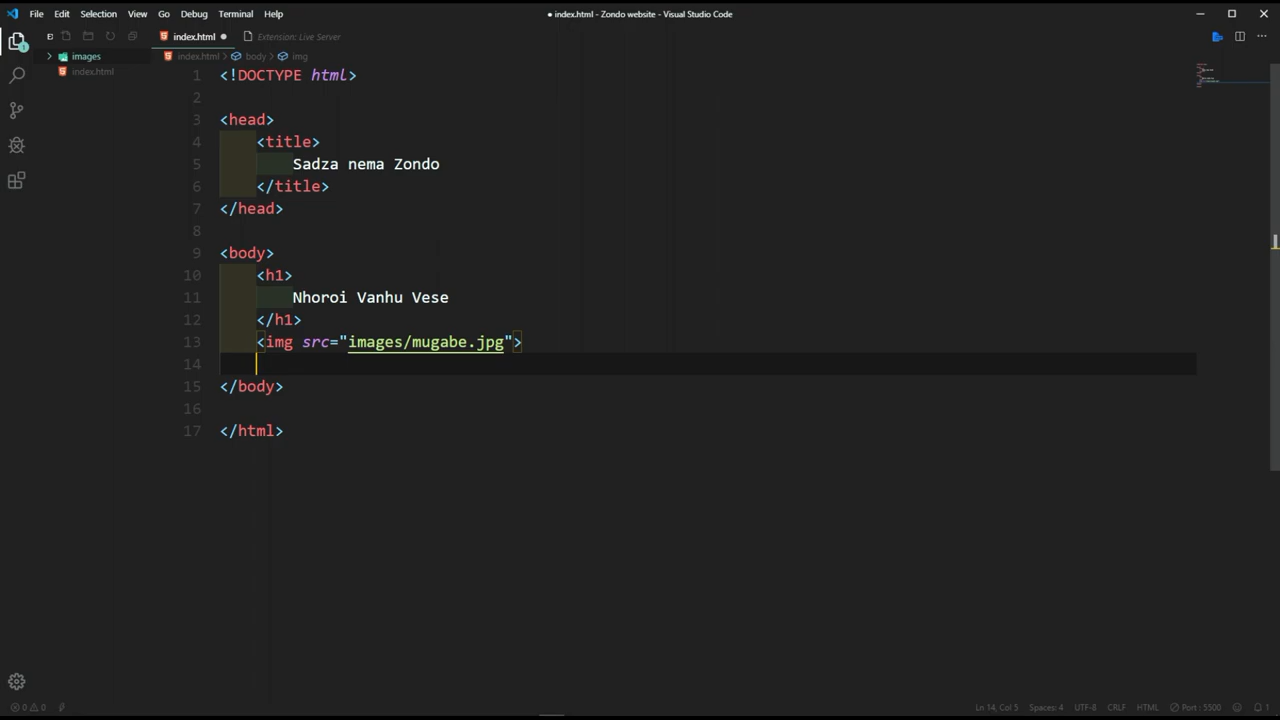 File Edit Selection View Go Debug Terminal Help
● index.html - Zondo website - Visual Studio Code
E
index.html ●
Extension: Live Server
1
> images
index.html
index.html > body > img
1 <!DOCTYPE html>
2
3 <head>
4 <title>
5 Sadza nema Zondo
6 </title>
7 </head>
8
9 <body>
10 <h1>
11 Nhoroi Vanhu Vese
12 </h1>
13 <img src="images/mugabe.jpg">
14
15 </body>
16
17 </html>
0 0
Ln 14, Col 5 Spaces: 4 UTF-8 CRLF HTML Port : 5500 1